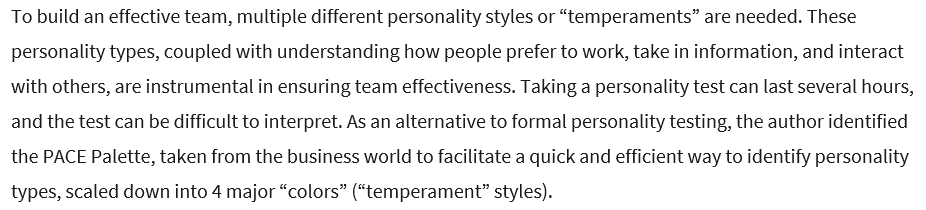 To build an effective team, multiple different personality styles or “temperaments” are needed. These
personality types, coupled with understanding how people prefer to work, take in information, and interact
with others, are instrumental in ensuring team effectiveness. Taking a personality test can last several hours,
and the test can be difficult to interpret. As an alternative to formal personality testing, the author identified
the PACE Palette, taken from the business world to facilitate a quick and efficient way to identify personality
types, scaled down into 4 major “colors” (“temperament” styles).